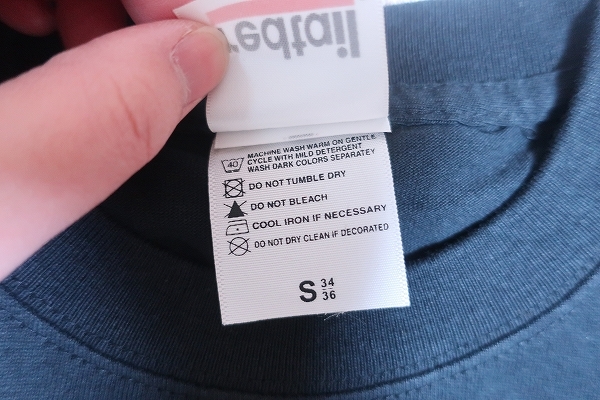 redtail
40 MACHINE WASH WARM ON GENTLE
CYCLE WITH MILD DETERGENT
WASH DARK COLORS SEPARATEY
DO NOT TUMBLE DRY
DO NOT BLEACH
COOL IRON IF NECESSARY
DO NOT DRY CLEAN IF DECORATED
S 34
36